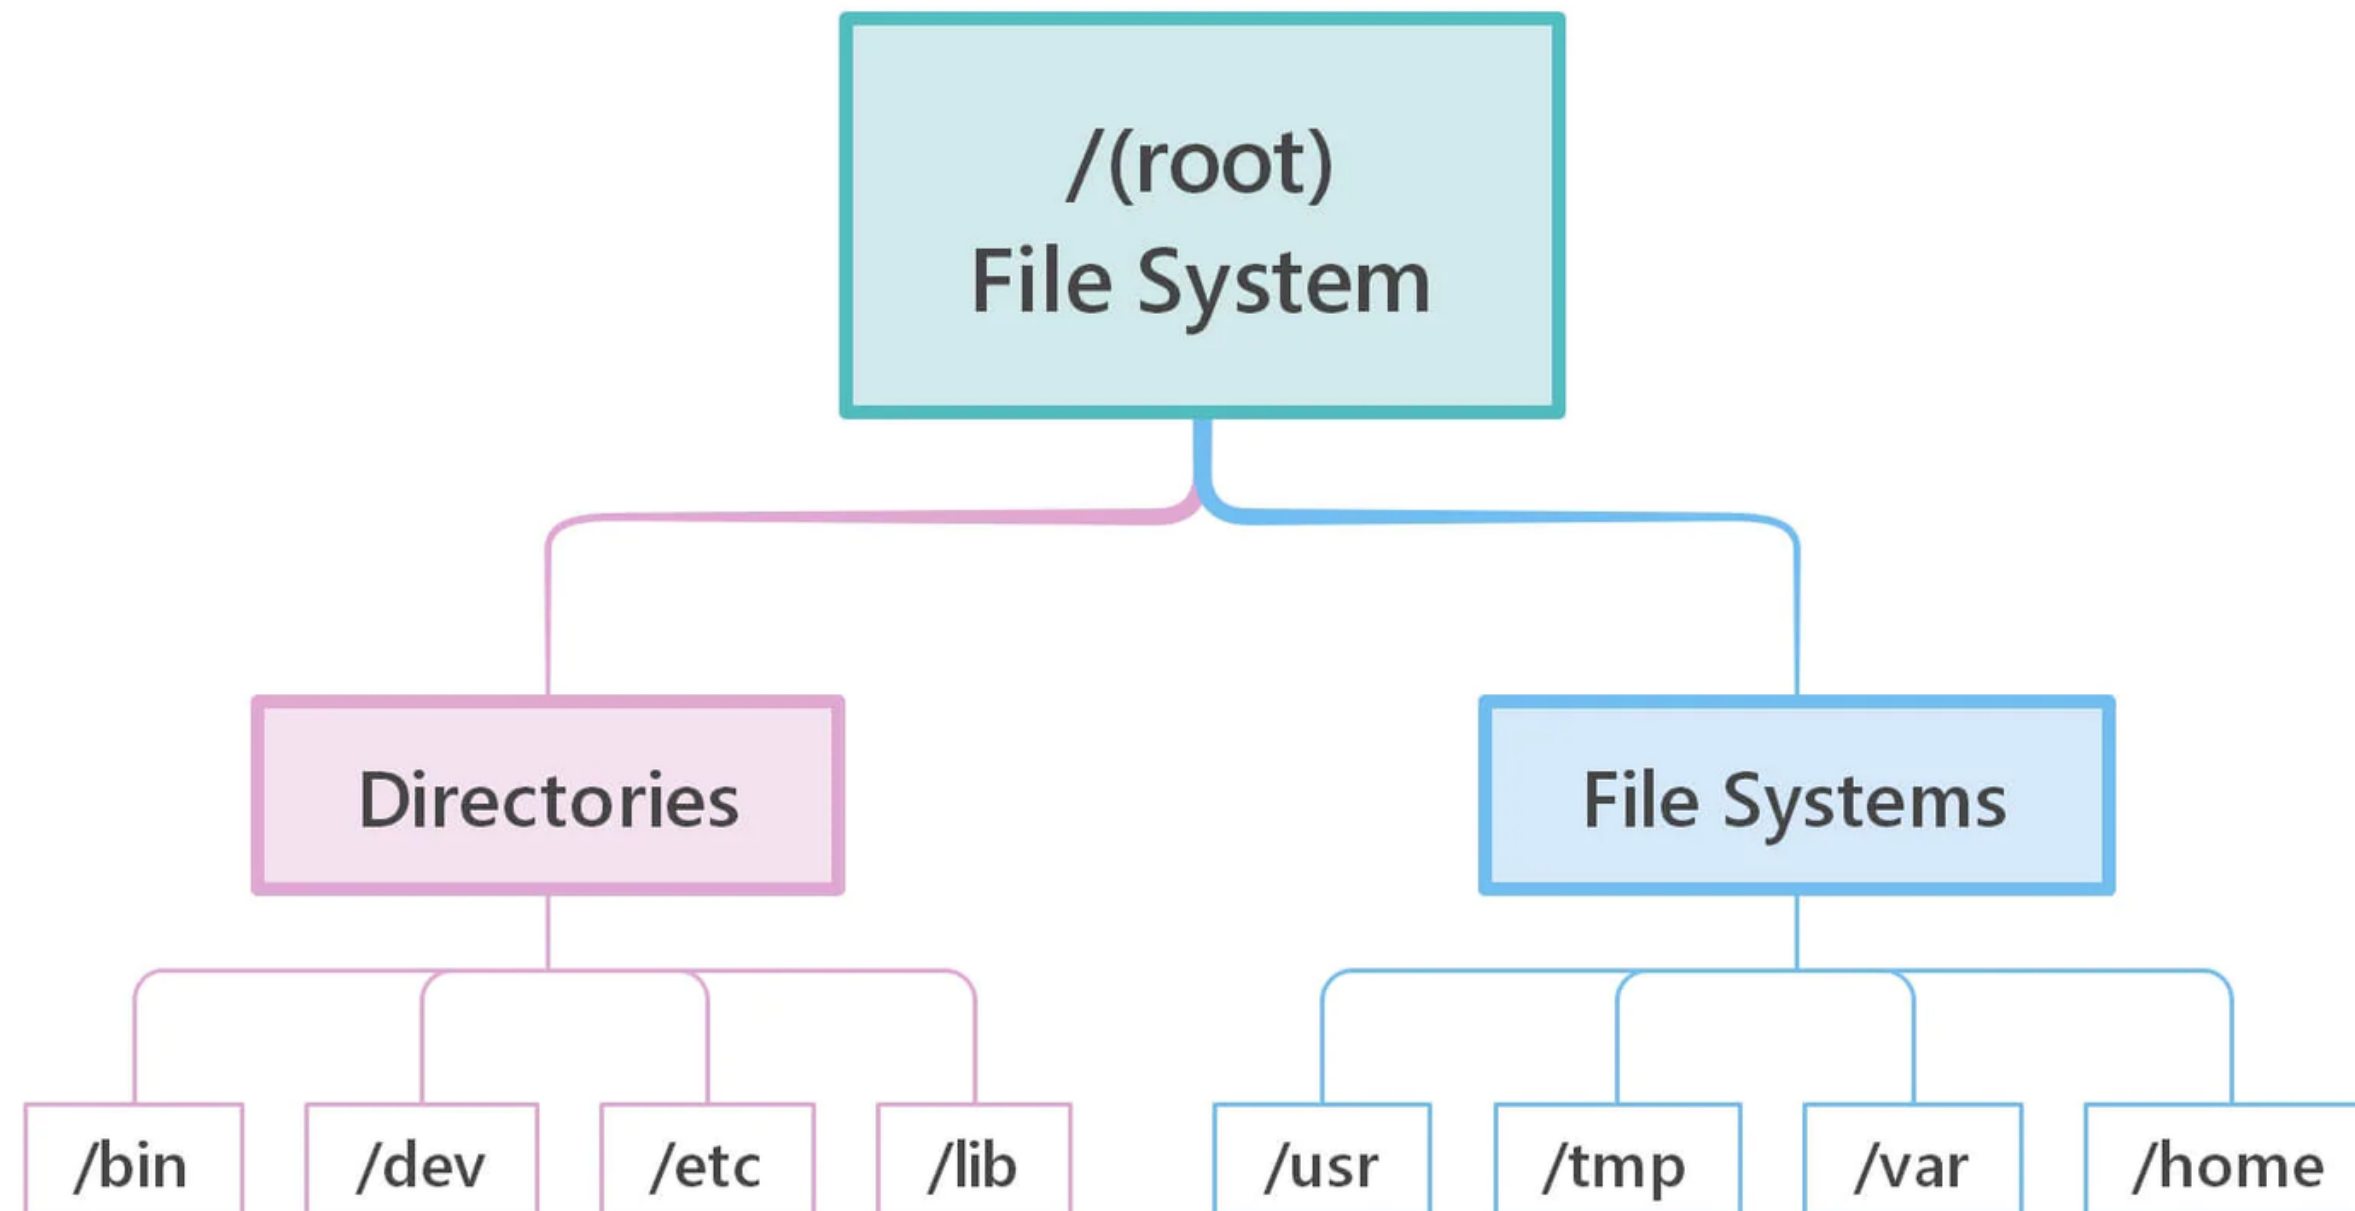 /(root)
File System
Directories
File Systems
/bin
/dev
/etc
/lib
/usr
/tmp
/var
/home